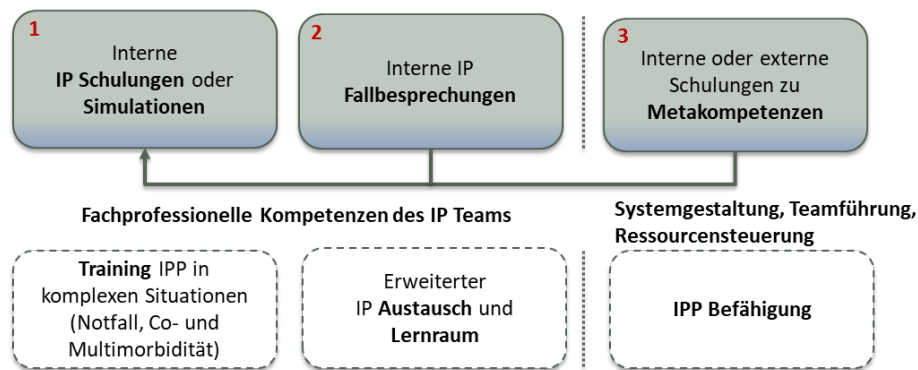 1
Interne
IP Schulungen oder
Simulationen
2
Interne IP
Fallbesprechungen
3
Interne oder externe
Schulungen zu
Metakompetenzen
Fachprofessionelle Kompetenzen des IP Teams
Systemgestaltung, Teamführung,
Ressourcensteuerung
Training IPP in
komplexen Situationen
(Notfall, Co- und
Multimorbidität)
Erweiterter
IP Austausch und
Lernraum
IPP Befähigung